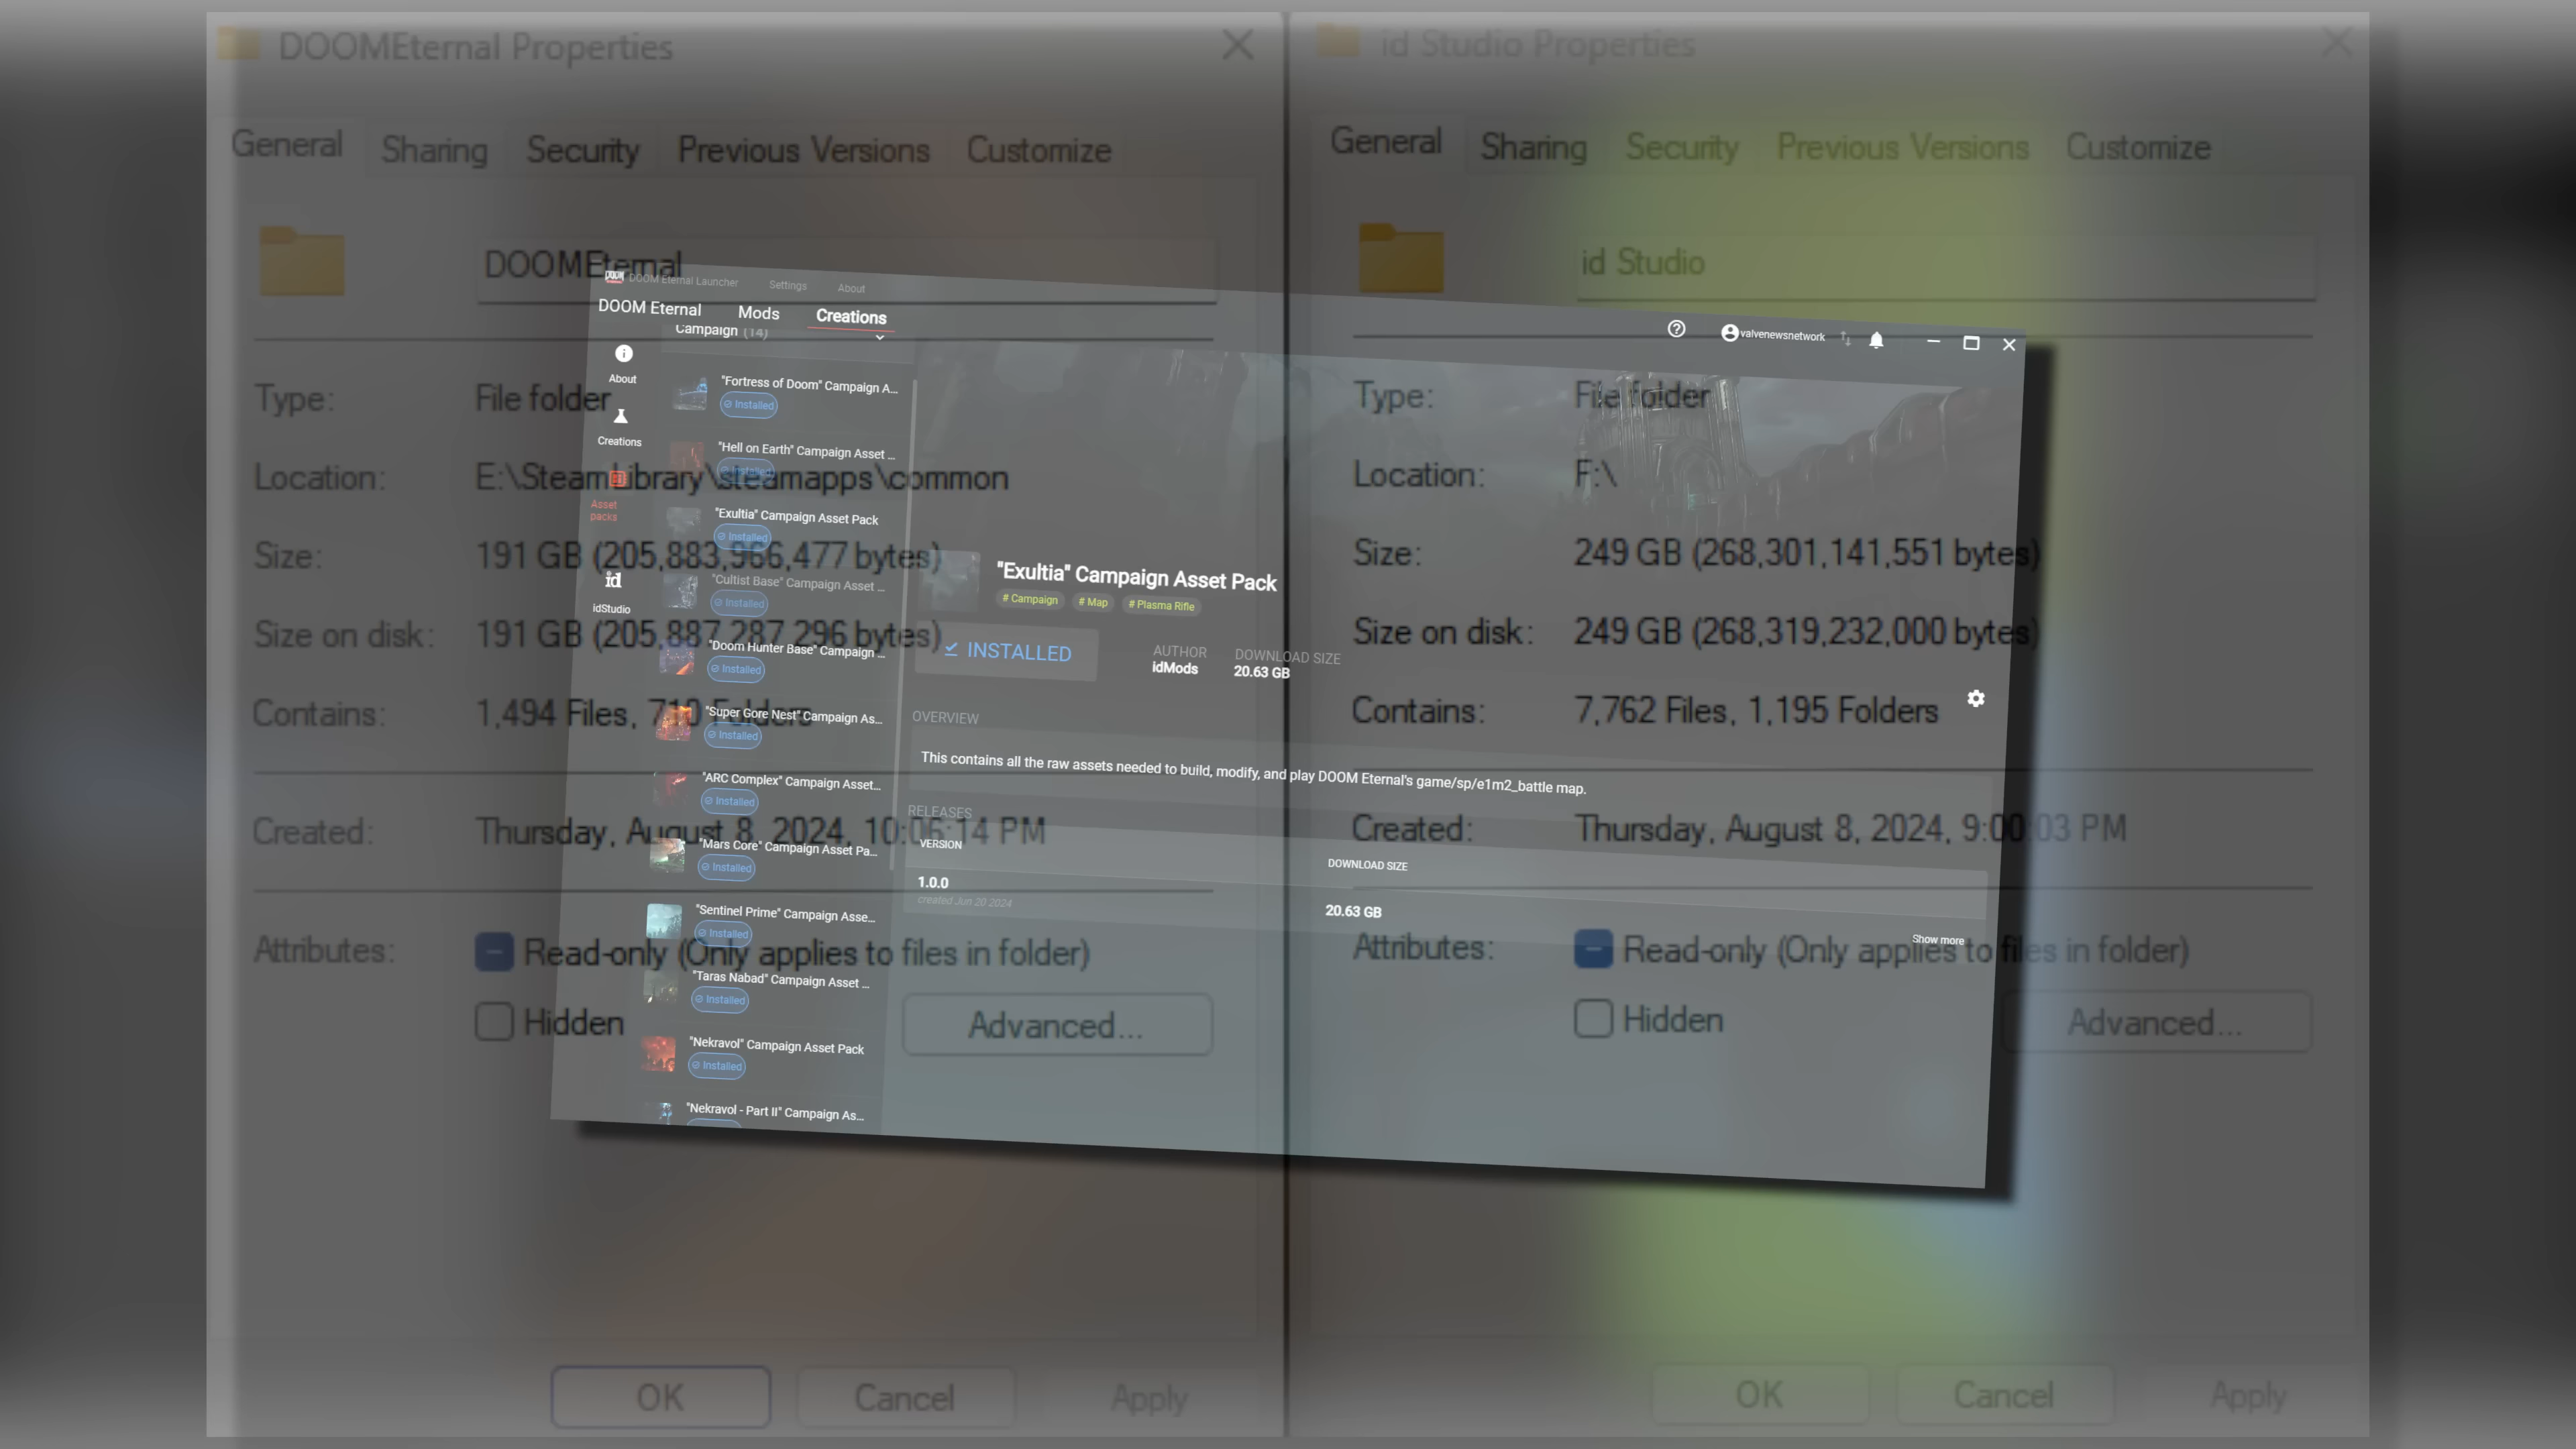 DOOMEternal Properties
General Sharing Security Previous Versions Customize
DOOMEternal
Type: File folder
Location: E:\SteamLibrary\steamapps\common
Size: 191 GB (205,883,966,477 bytes)
Size on disk: 191 GB (205,887,287,296 bytes)
Contains: 1,494 Files, 710 Folders
Created: Thursday, August 8, 2024, 10:06:14 PM
Attributes: Read-only (Only applies to files in folder)
Hidden
Advanced...
OK Cancel Apply
id Studio Properties
General Sharing Security Previous Versions Customize
id Studio
Type: File folder
Location: F:\
Size: 249 GB (268,301,141,551 bytes)
Size on disk: 249 GB (268,319,232,000 bytes)
Contains: 7,762 Files, 1,195 Folders
Created: Thursday, August 8, 2024, 9:00:03 PM
Attributes: Read-only (Only applies to files in folder)
Hidden
Advanced...
OK Cancel Apply
DOOM Eternal Launcher Settings About
DOOM Eternal Mods Creations
valvenewsnetwork
About
Creations
Asset
packs
id
idStudio
Campaign (14)
"Fortress of Doom" Campaign A...
Installed
"Hell on Earth" Campaign Asset ...
Installed
"Exultia" Campaign Asset Pack
Installed
"Cultist Base" Campaign Asset ...
Installed
"Doom Hunter Base" Campaign ...
Installed
"Super Gore Nest" Campaign As...
Installed
"ARC Complex" Campaign Asset...
Installed
"Mars Core" Campaign Asset Pa...
Installed
"Sentinel Prime" Campaign Asse...
Installed
"Taras Nabad" Campaign Asset ...
Installed
"Nekravol" Campaign Asset Pack
Installed
"Nekravol - Part II" Campaign As...
"Exultia" Campaign Asset Pack
# Campaign # Map # Plasma Rifle
INSTALLED
AUTHOR
idMods
DOWNLOAD SIZE
20.63 GB
OVERVIEW
This contains all the raw assets needed to build, modify, and play DOOM Eternal's game/sp/e1m2_battle map.
RELEASES
VERSION DOWNLOAD SIZE
1.0.0 20.63 GB
created Jun 20 2024
Show more